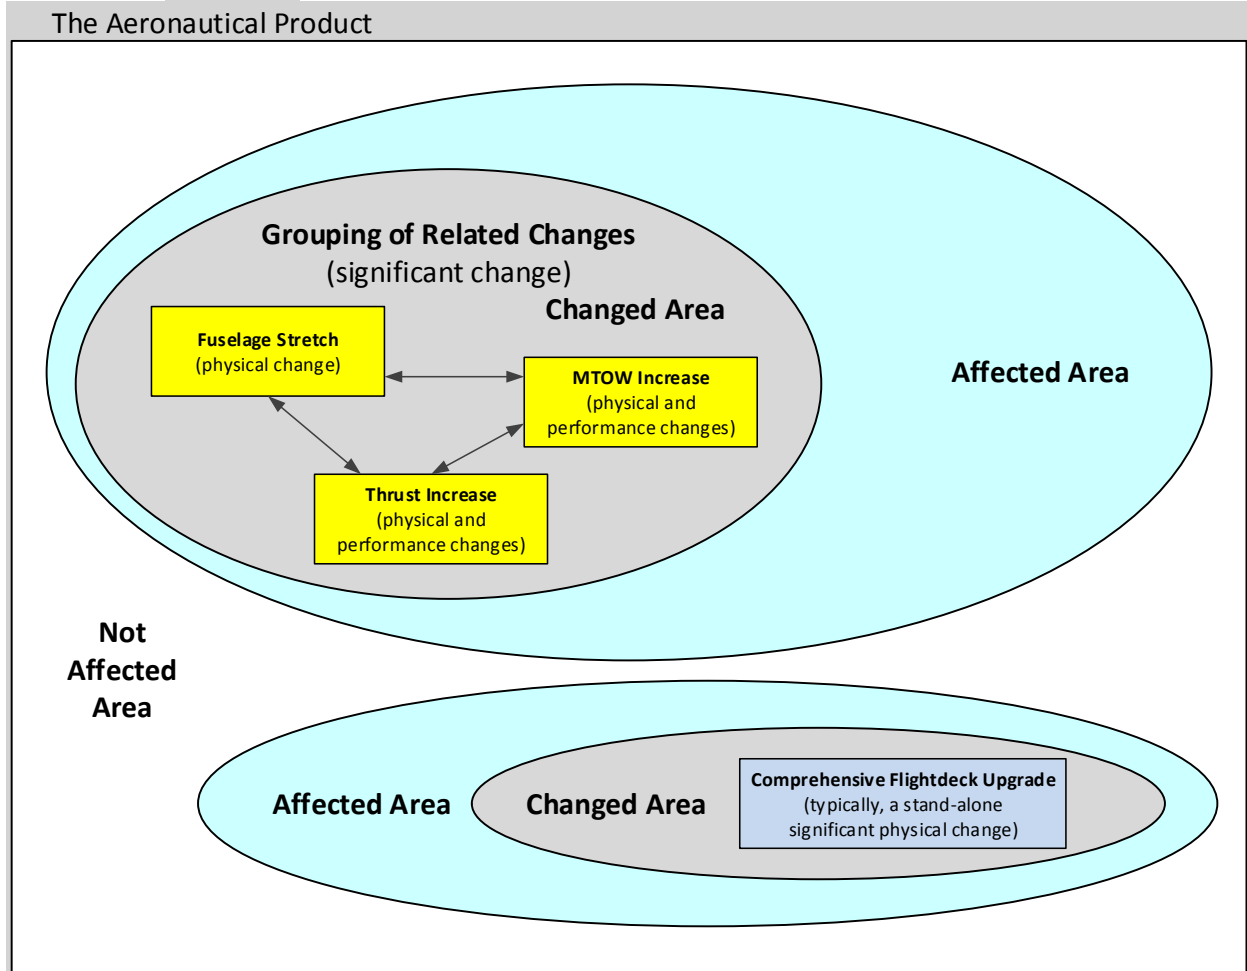 The Aeronautical Product
Grouping of Related Changes
(significant change)
Changed Area
Fuselage Stretch
(physical change)
MTOW Increase
(physical and
performance changes)
Thrust Increase
(physical and
performance changes)
Affected Area
Not
Affected
Area
Affected Area
Changed Area
Comprehensive Flightdeck Upgrade
(typically, a stand-alone
significant physical change)